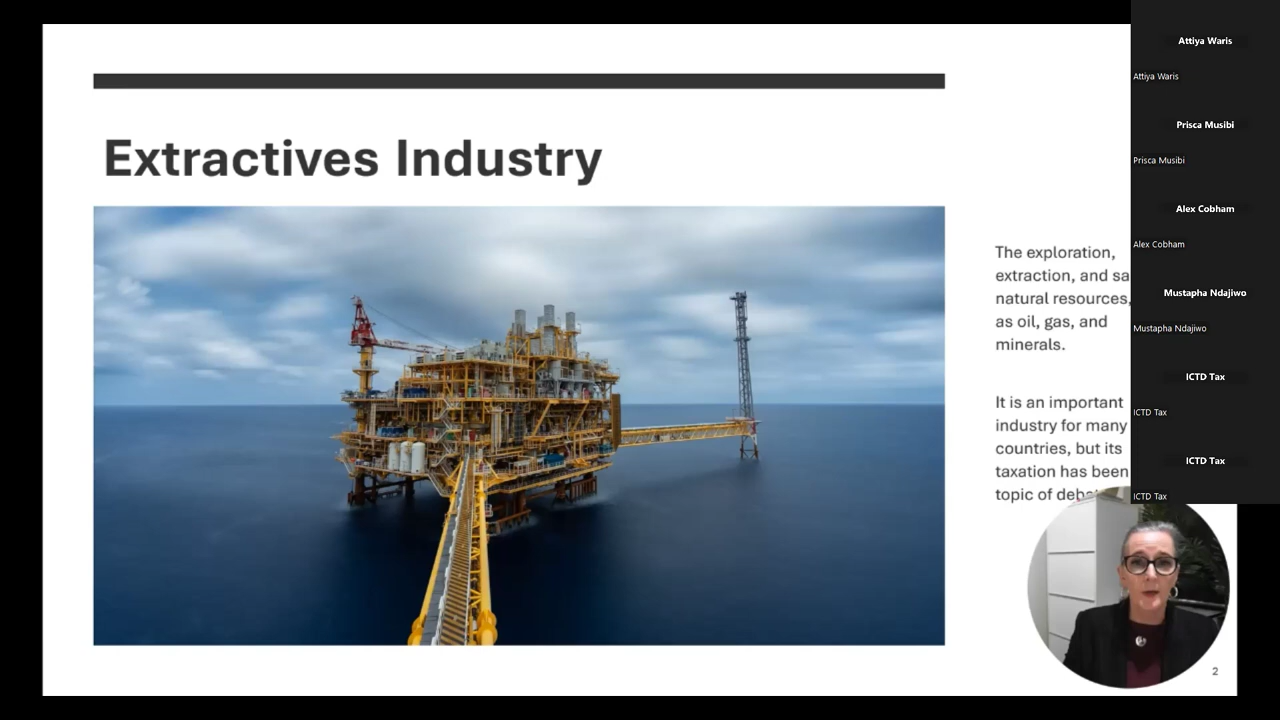 Extractives Industry
The exploration,
extraction, and sa
natural resources,
as oil, gas, and
minerals.
It is an important
industry for many
countries, but its
taxation has been
topic of deba
2
Attiya Waris
Attiya Waris
Prisca Musibi
Prisca Musibi
Alex Cobham
Alex Cobham
Mustapha Ndajiwo
Mustapha Ndajiwo
ICTD Tax
ICTD Tax
ICTD Tax
ICTD Tax